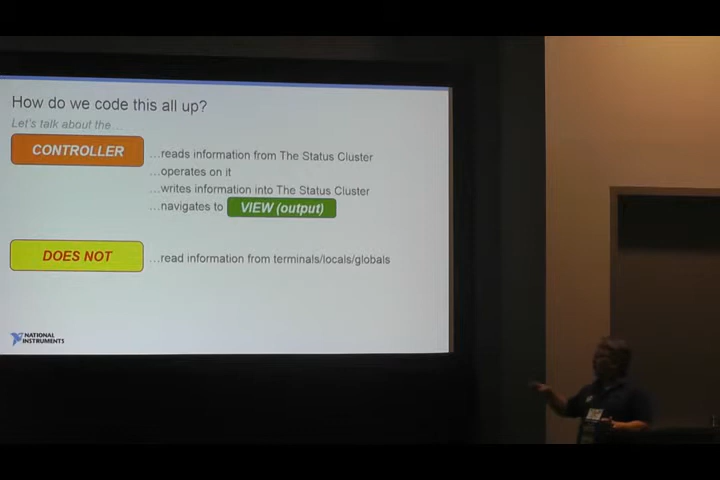 How do we code this all up?
Let's talk about the...
CONTROLLER
...reads information from The Status Cluster
...operates on it
...writes information into The Status Cluster
...navigates to VIEW (output)
DOES NOT
...read information from terminals/locals/globals
NATIONAL
INSTRUMENTS